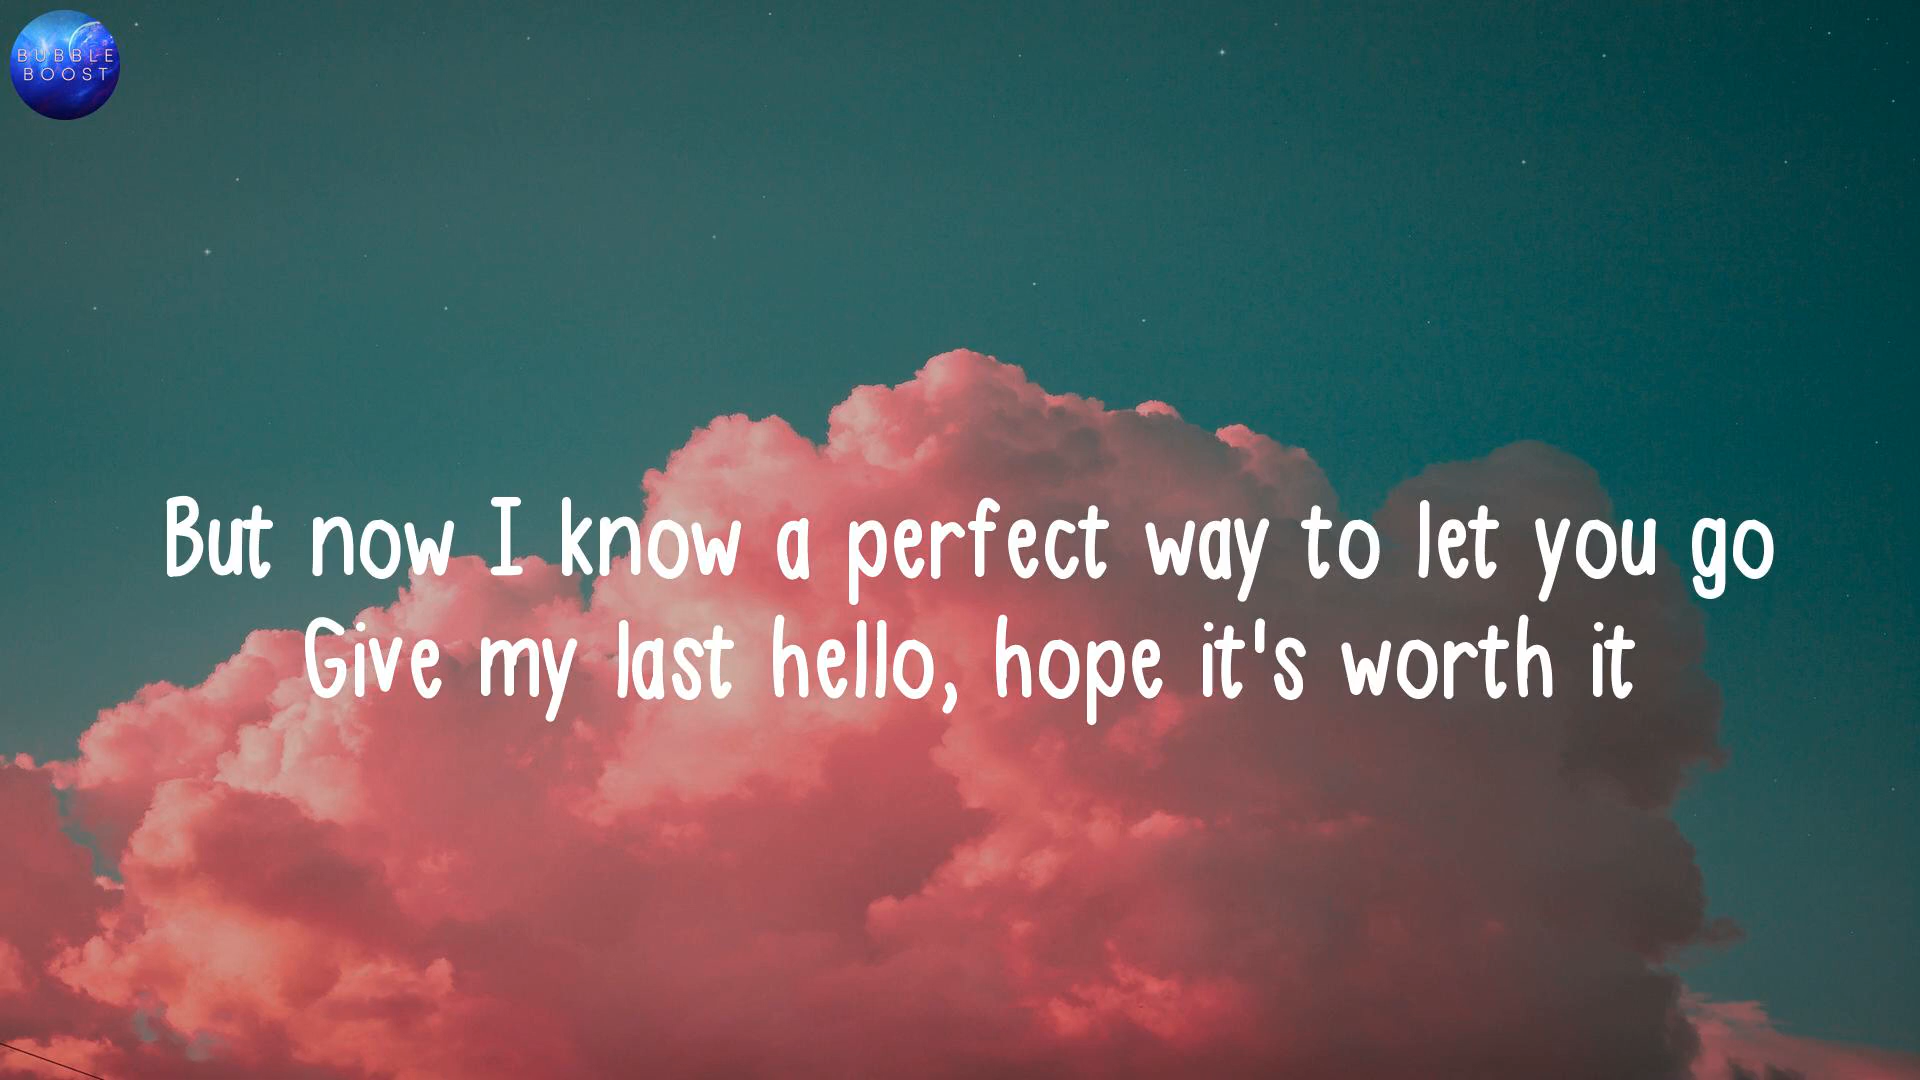 BUBBLE
BOOST
But now I know a perfect way to let you go
Give my last hello, hope it's worth it